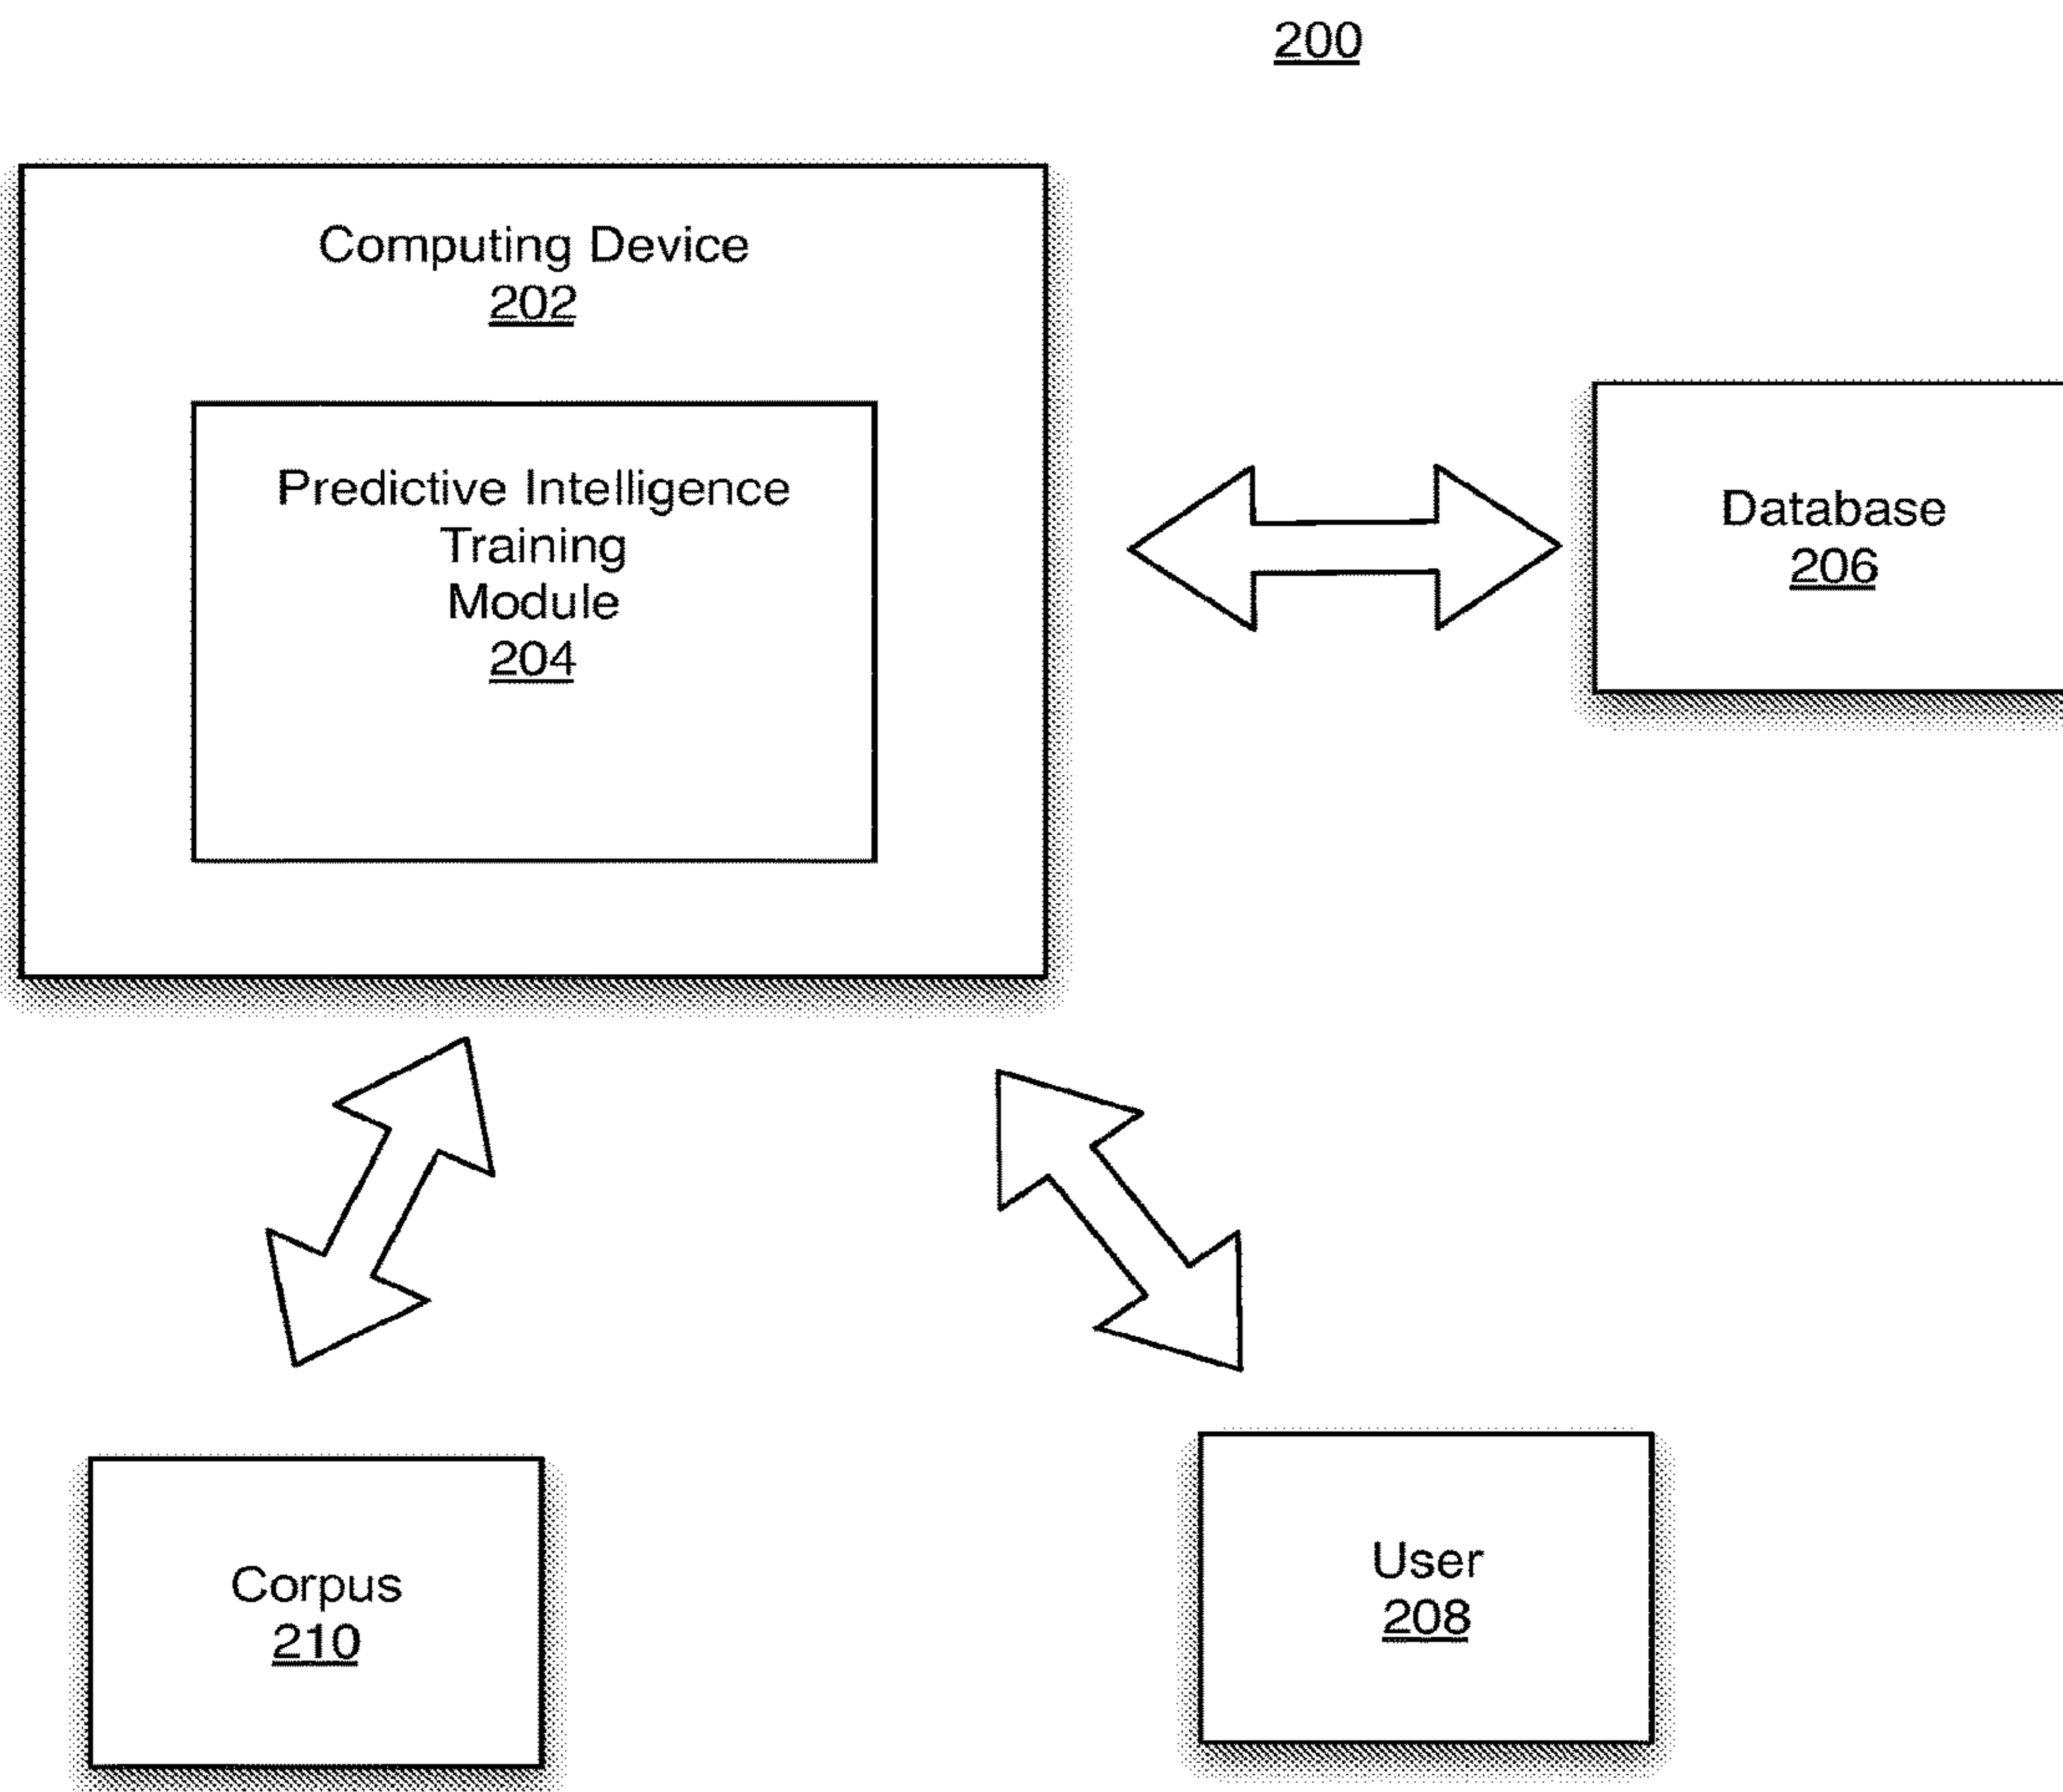 200
Computing Device
202
Predictive Intelligence
Training
Module
204
Database
206
Corpus
210
User
208